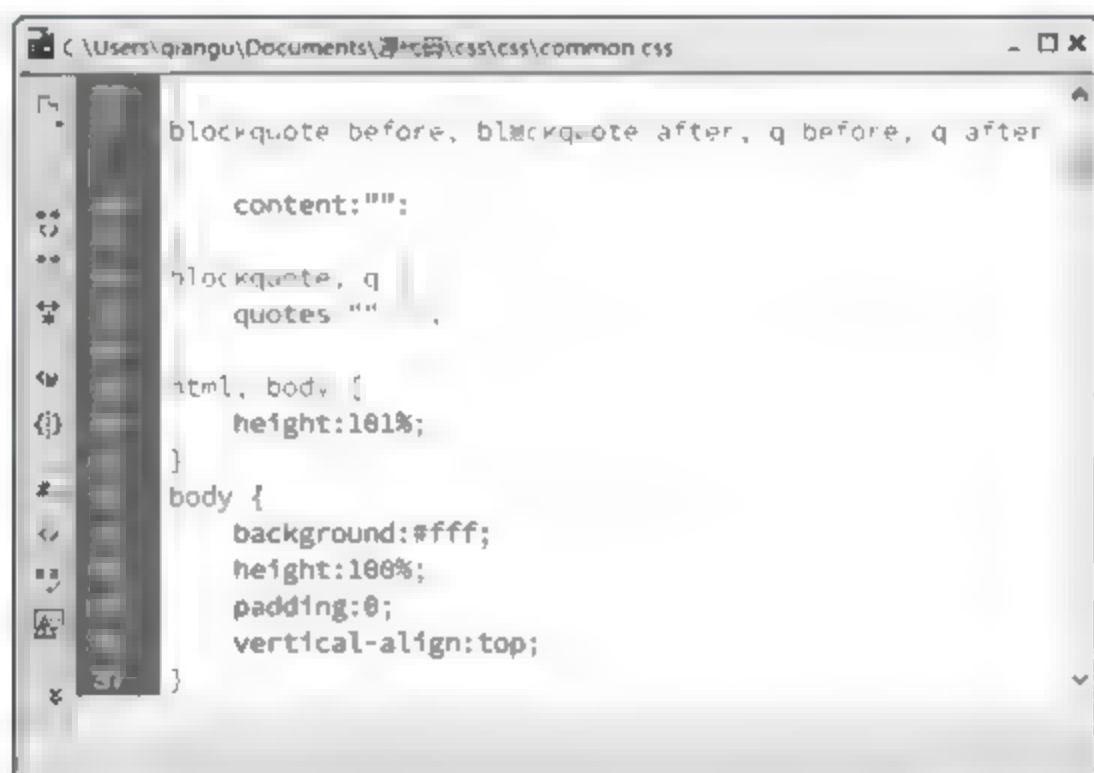 C \Users\qiangu\Documents\\css\css\common css
blockquote before, blockquote after, q before, q after
content:"":
blockquote, q
quotes ""
html, body {
height:101%;
}
body {
background:#fff;
height:100%;
padding:0;
vertical-align:top;
37 }